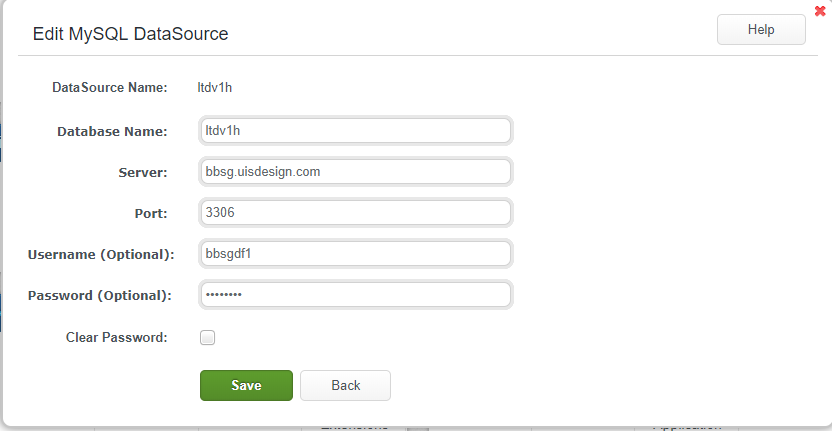 Edit MySQL DataSource
Help
DataSource Name: ltdv1h
Database Name: ltdv1h
Server: bbsg.uisdesign.com
Port: 3306
Username (Optional): bbsgdf1
Password (Optional): ••••••••
Clear Password:
Save Back